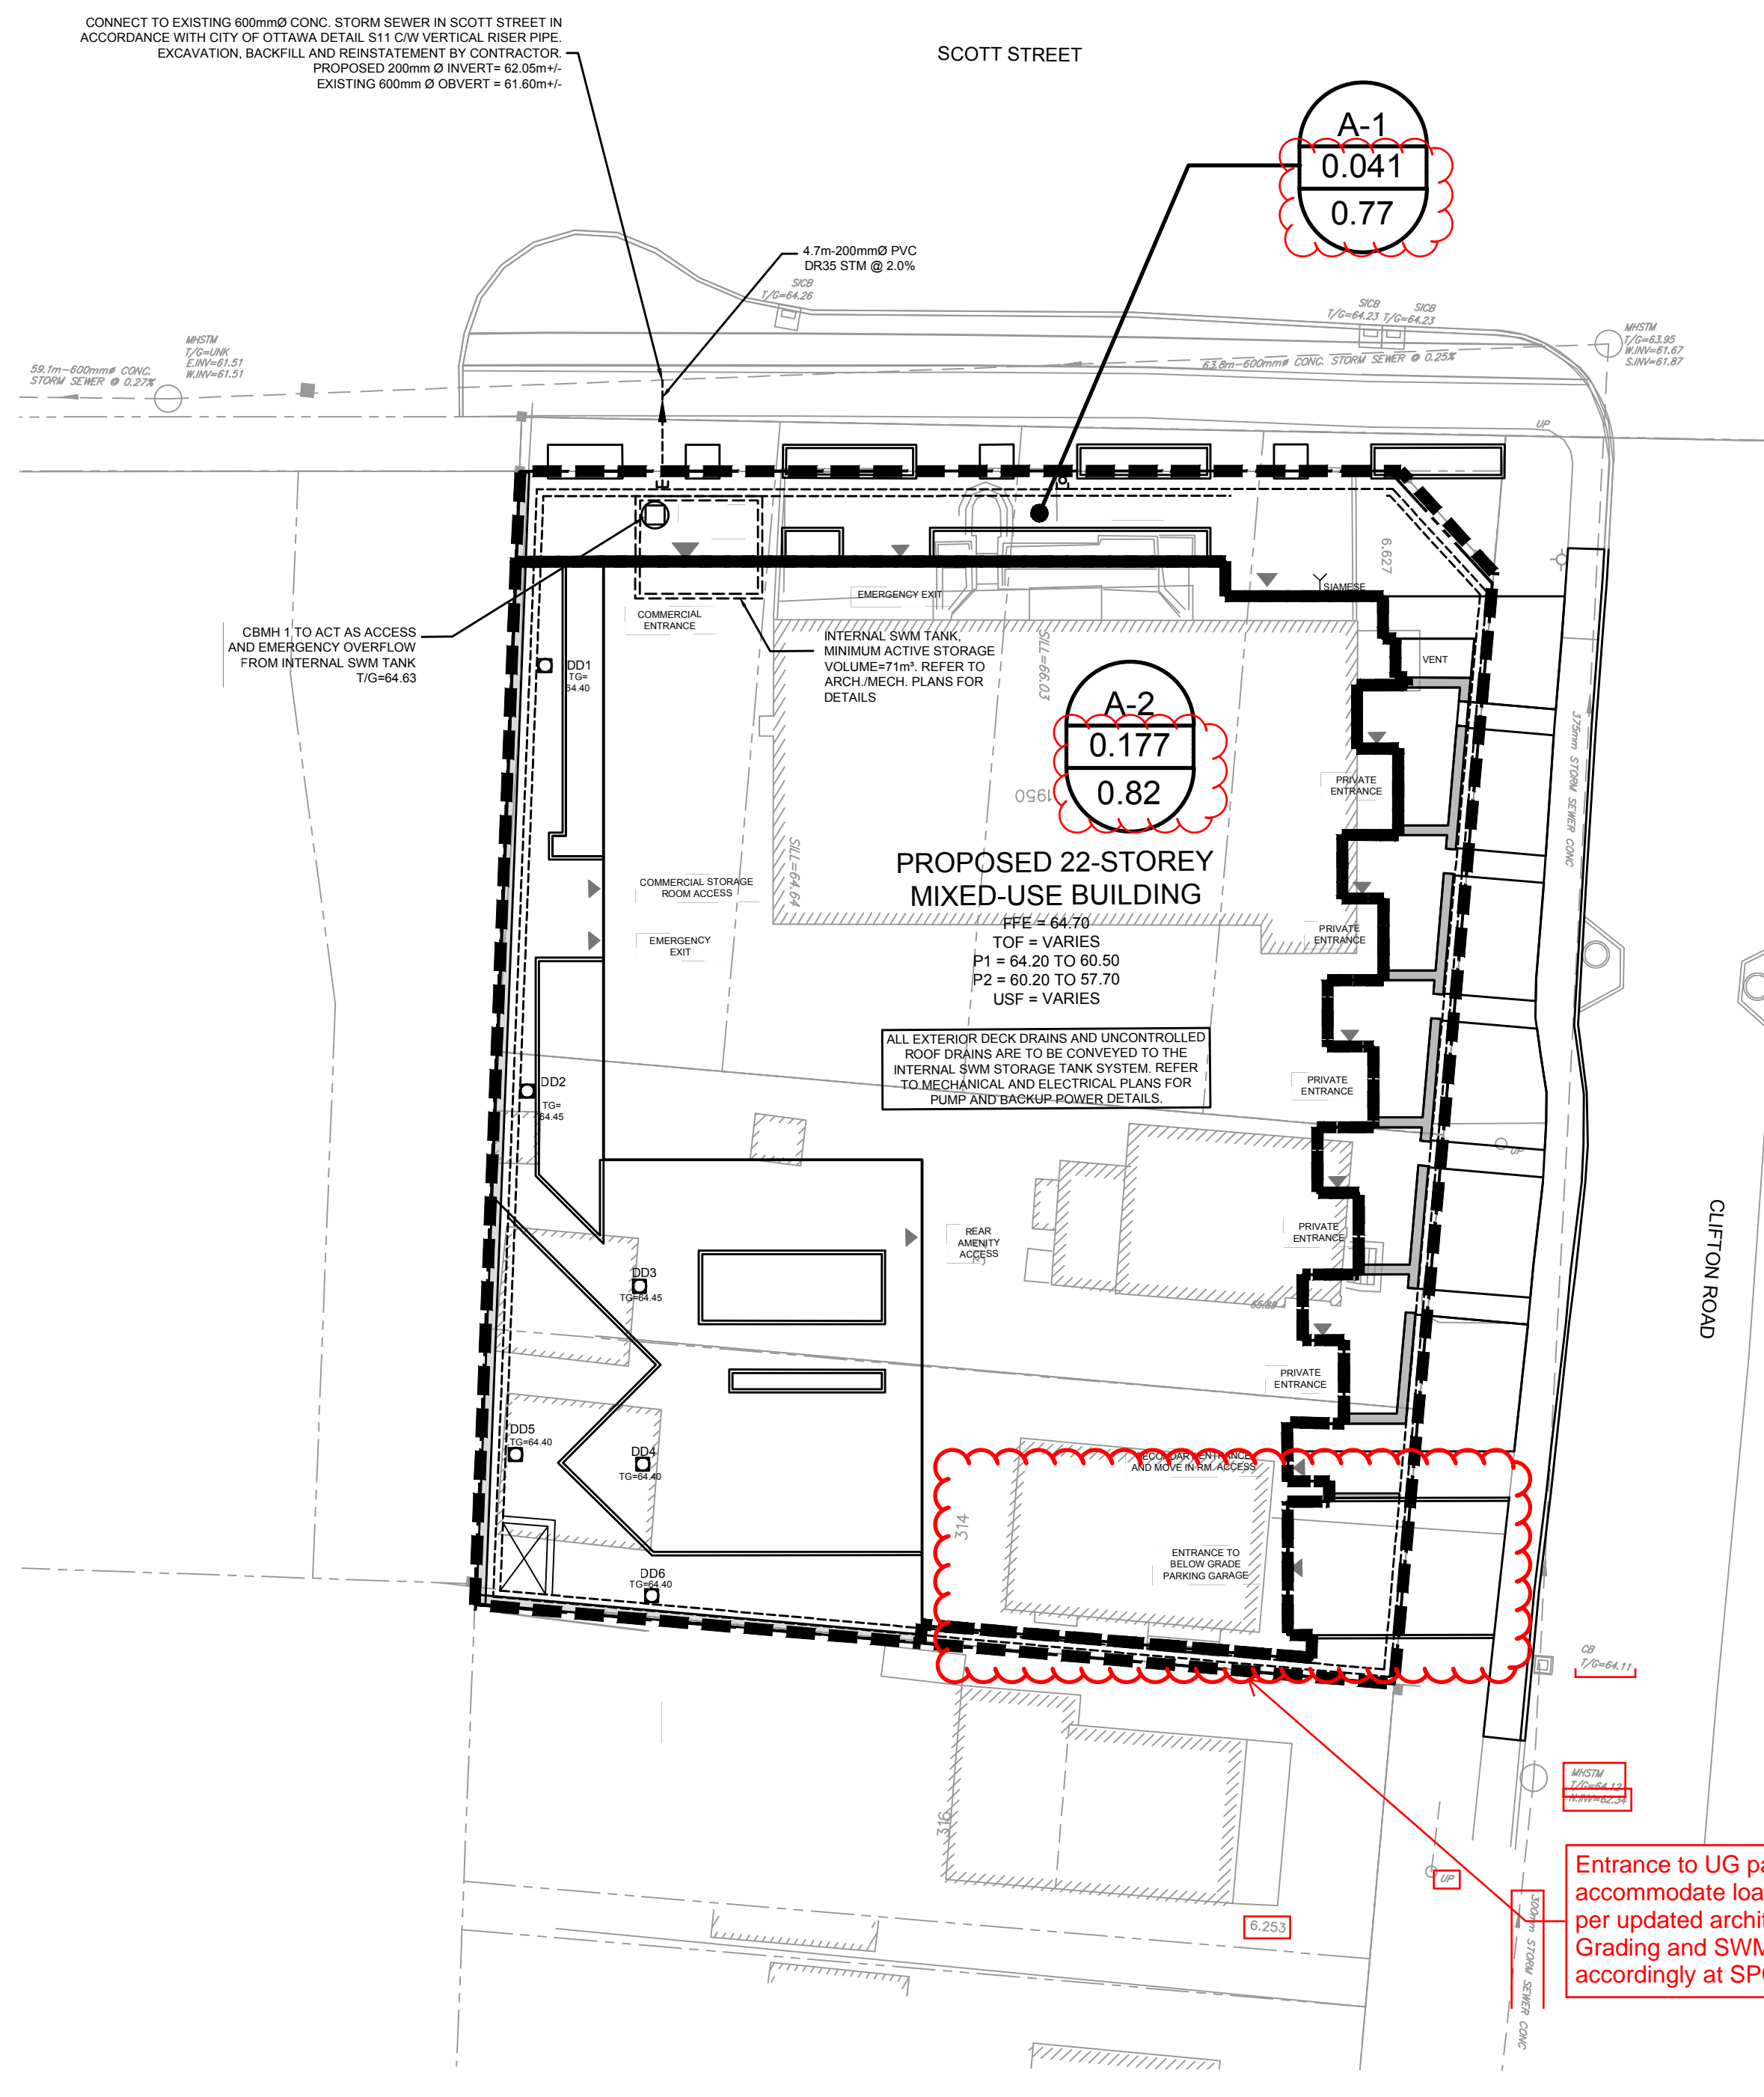 CONNECT TO EXISTING 600mmØ CONC. STORM SEWER IN SCOTT STREET IN
ACCORDANCE WITH CITY OF OTTAWA DETAIL S11 C/W VERTICAL RISER PIPE.
EXCAVATION, BACKFILL AND REINSTATEMENT BY CONTRACTOR.
PROPOSED 200mm Ø INVERT= 62.05m+/-
EXISTING 600mm Ø OBVERT = 61.60m+/-
SCOTT STREET
A-1
0.041
0.77
4.7m-200mmØ PVC
DR35 STM @ 2.0%
SICB
T/G=64.26
SICB
T/G=64.23
SICB
T/G=64.23
MHSTM
T/G=63.95
W.INV=61.67
S.INV=61.87
MHSTM
T/G=UNK
E.INV=61.51
W.INV=61.51
59.1m-600mmø CONC.
STORM SEWER @ 0.27%
63.8m-600mmø CONC. STORM SEWER @ 0.25%
UP
6.627
SIAMESE
EMERGENCY EXIT
COMMERCIAL
ENTRANCE
CBMH 1 TO ACT AS ACCESS
AND EMERGENCY OVERFLOW
FROM INTERNAL SWM TANK
T/G=64.63
INTERNAL SWM TANK,
MINIMUM ACTIVE STORAGE
VOLUME=71m³. REFER TO
ARCH./MECH. PLANS FOR
DETAILS
SILL=66.03
VENT
DD1
TG=
64.40
A-2
0.177
0.82
1950
375mm STORM SEWER CONC
PRIVATE
ENTRANCE
SILL=64.64
PROPOSED 22-STOREY
MIXED-USE BUILDING
FFE = 64.70
TOF = VARIES
P1 = 64.20 TO 60.50
P2 = 60.20 TO 57.70
USF = VARIES
COMMERCIAL STORAGE
ROOM ACCESS
EMERGENCY
EXIT
PRIVATE
ENTRANCE
ALL EXTERIOR DECK DRAINS AND UNCONTROLLED
ROOF DRAINS ARE TO BE CONVEYED TO THE
INTERNAL SWM STORAGE TANK SYSTEM. REFER
TO MECHANICAL AND ELECTRICAL PLANS FOR
PUMP AND BACKUP POWER DETAILS.
DD2
TG=
64.45
PRIVATE
ENTRANCE
UP
CLIFTON ROAD
REAR
AMENITY
ACCESS
PRIVATE
ENTRANCE
DD3
TG=64.45
PRIVATE
ENTRANCE
DD5
TG=64.40
DD4
TG=64.40
SECONDARY ENTRANCE
AND MOVE IN RM. ACCESS
314
ENTRANCE TO
BELOW GRADE
PARKING GARAGE
DD6
TG=64.40
CB
T/G=64.11
MHSTM
T/G=64.12
N.INV=62.34
316
UP
6.253
300mm STORM SEWER CONC
Entrance to UG pa
accommodate loa
per updated archit
Grading and SWM
accordingly at SP